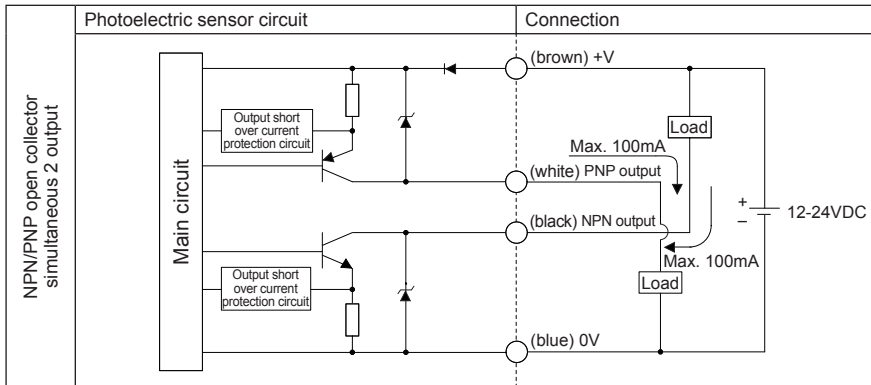 Photoelectric sensor circuit
Connection
NPN/PNP open collector
simultaneous 2 output
Main circuit
(brown) +V
Output short
over current
protection circuit
Load
Max. 100mA
(white) PNP output
(black) NPN output
+
−
12-24VDC
Max. 100mA
Output short
over current
protection circuit
Load
(blue) 0V